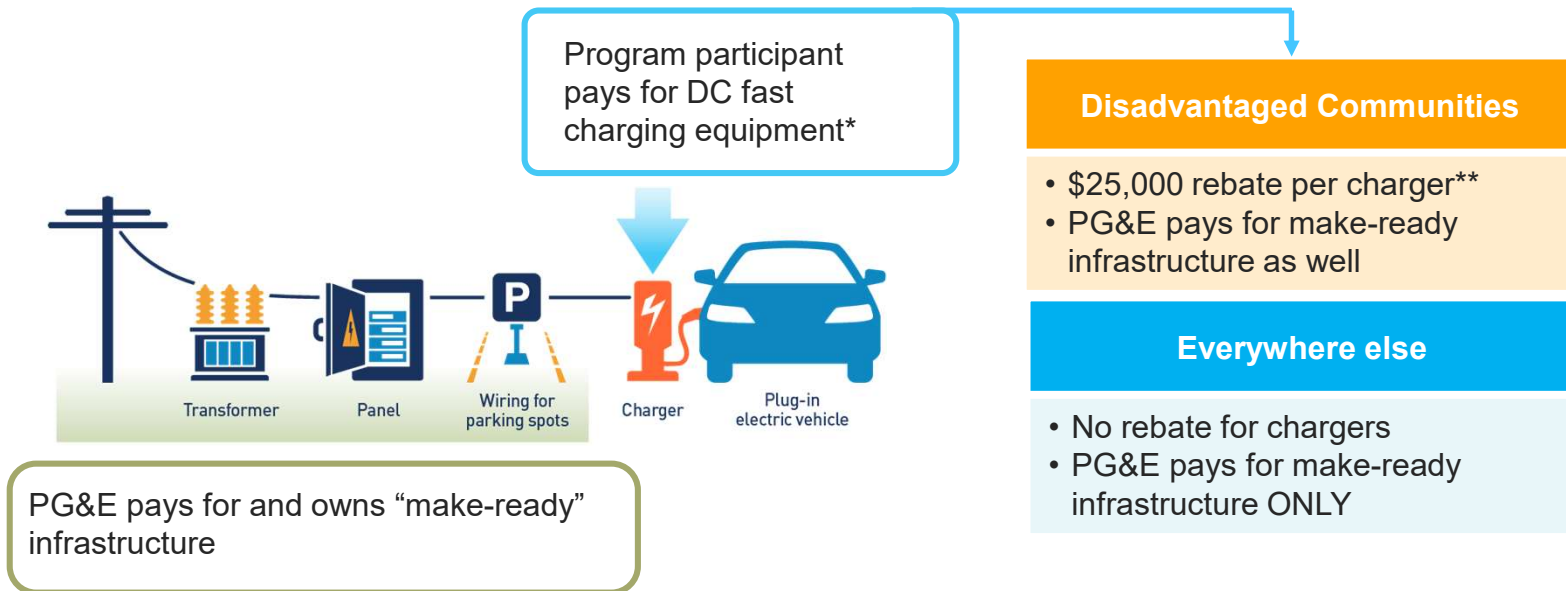 Program participant
pays for DC fast
charging equipment*
Disadvantaged Communities
• $25,000 rebate per charger**
• PG&E pays for make-ready
infrastructure as well
Everywhere else
• No rebate for chargers
• PG&E pays for make-ready
infrastructure ONLY
P
Transformer
Panel
Wiring for
parking spots
Charger
Plug-in
electric vehicle
PG&E pays for and owns “make-ready”
infrastructure